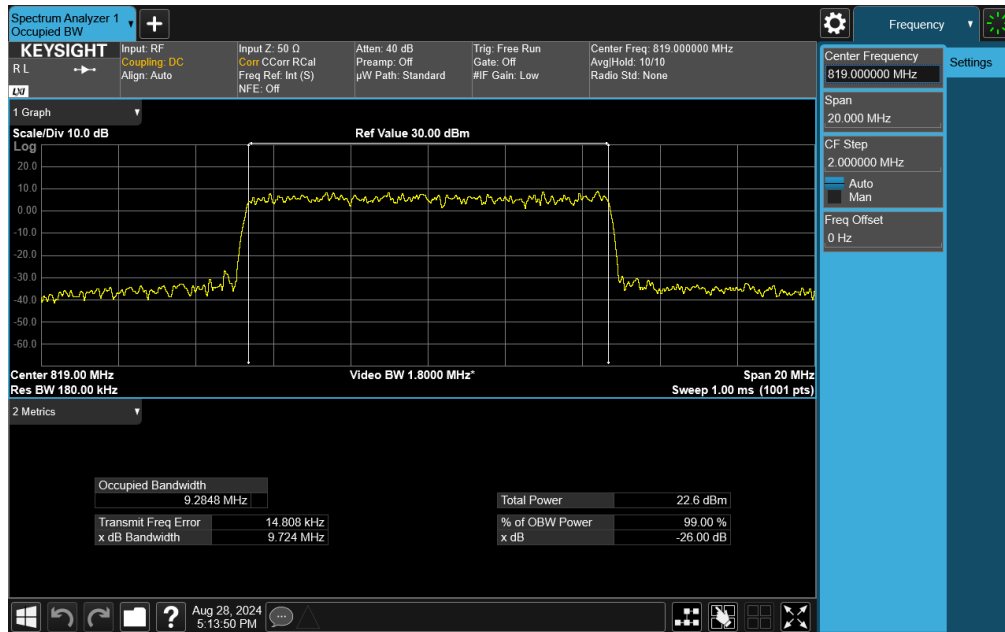 Spectrum Analyzer 1
Occupied BW
Frequency
KEYSIGHT
R L
LXI
Input: RF
Coupling: DC
Align: Auto
Input Z: 50 Ω
Corr CCorr RCal
Freq Ref: Int (S)
NFE: Off
Atten: 40 dB
Preamp: Off
µW Path: Standard
Trig: Free Run
Gate: Off
#IF Gain: Low
Center Freq: 819.000000 MHz
Avg|Hold: 10/10
Radio Std: None
Center Frequency
819.000000 MHz
Settings
Span
20.000 MHz
CF Step
2.000000 MHz
Auto
Man
Freq Offset
0 Hz
1 Graph
Scale/Div 10.0 dB
Ref Value 30.00 dBm
Log
20.0
10.0
0.00
-10.0
-20.0
-30.0
-40.0
-50.0
-60.0
Center 819.00 MHz
Video BW 1.8000 MHz*
Span 20 MHz
Res BW 180.00 kHz
Sweep 1.00 ms (1001 pts)
2 Metrics
Occupied Bandwidth
9.2848 MHz
Total Power 22.6 dBm
Transmit Freq Error 14.808 kHz
% of OBW Power 99.00 %
x dB Bandwidth 9.724 MHz
x dB -26.00 dB
?
Aug 28, 2024
5:13:50 PM